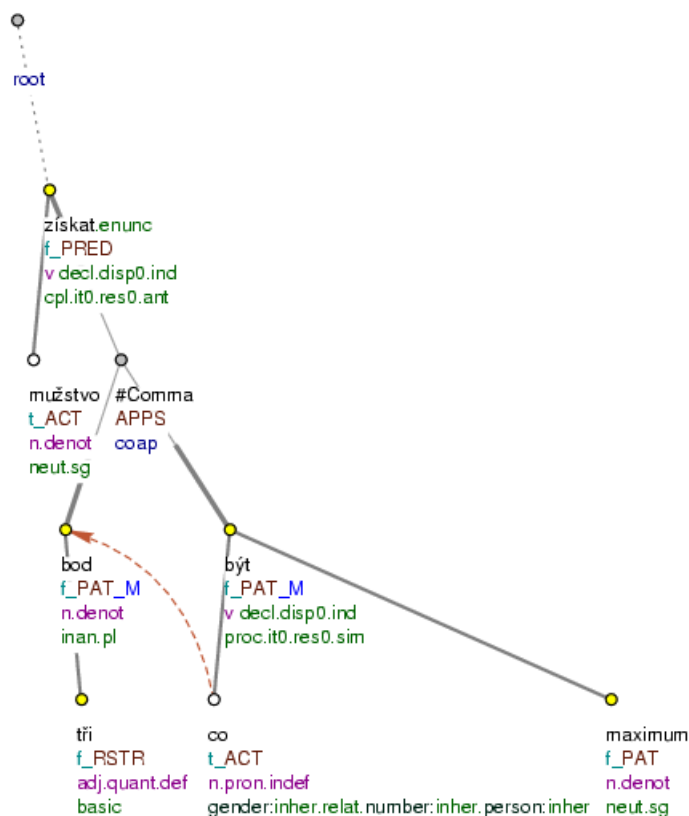 root
získat.enunc
f_PRED
v decl.disp0.ind
cpl.it0.res0.ant
mužstvo
t_ACT
n.denot
neut.sg
#Comma
APPS
coap
bod
f_PAT_M
n.denot
inan.pl
být
f_PAT_M
v decl.disp0.ind
proc.it0.res0.sim
tři
f_RSTR
adj.quant.def
basic
co
t_ACT
n.pron.indef
gender:inher.relat.number:inher.person:inher
maximum
f_PAT
n.denot
neut.sg